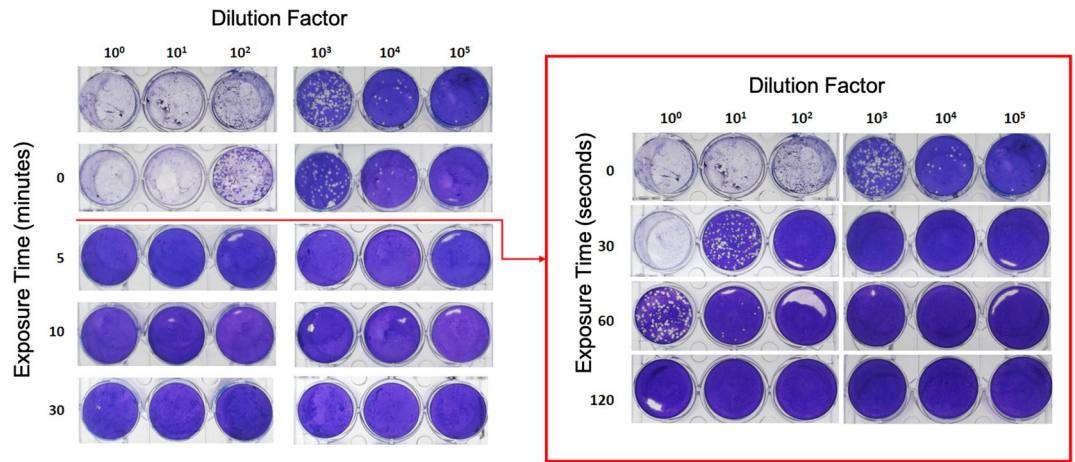 Dilution Factor
10⁰ 10¹ 10² 10³ 10⁴ 10⁵
Exposure Time (minutes)
0
5
10
30
Dilution Factor
10⁰ 10¹ 10² 10³ 10⁴ 10⁵
Exposure Time (seconds)
0
30
60
120